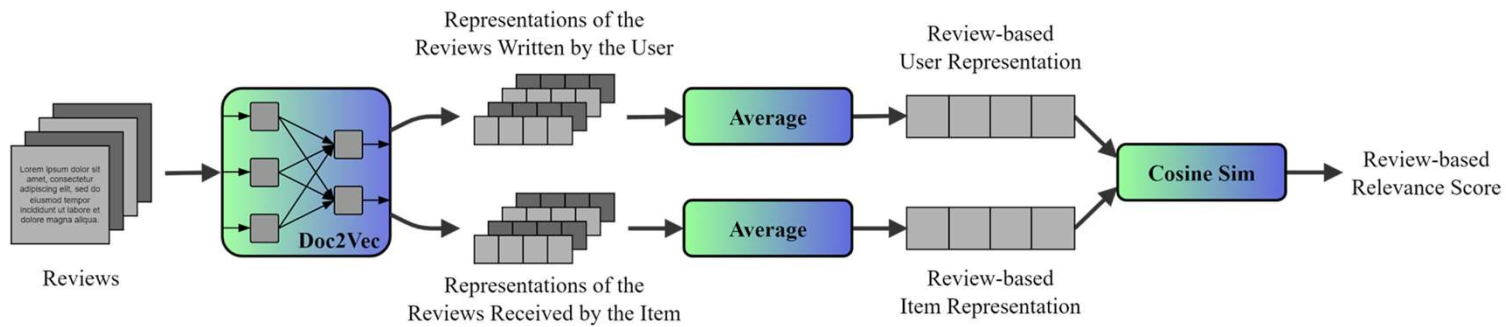 Lorem ipsum dolor sit
amet, consectetur
adipiscing elit, sed do
eiusmod tempor
incididunt ut labore et
dolore magna aliqua.
Reviews
Doc2Vec
Representations of the
Reviews Written by the User
Representations of the
Reviews Received by the Item
Average
Average
Review-based
User Representation
Review-based
Item Representation
Cosine Sim
Review-based
Relevance Score